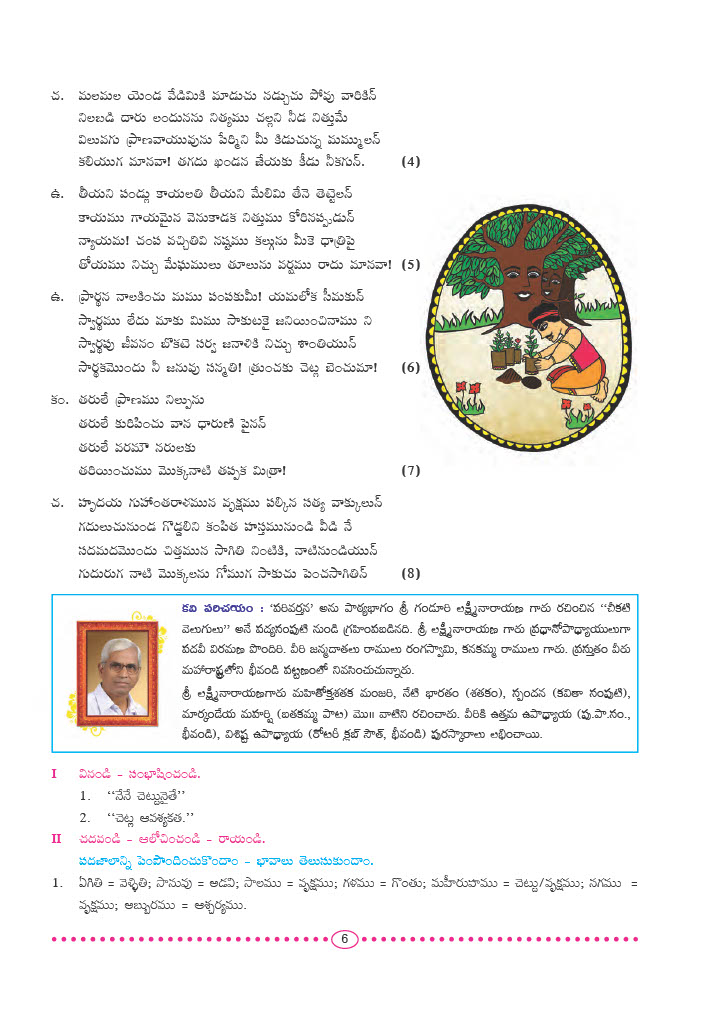 చ. మలమల యెండ వేడిమికి మాడుచు నడుచ్చు పోవు వారికిన్
నిలబడి దారు లందునను నిత్యము చల్లని నీడ నిత్తుమే
విలువగు ప్రాణవాయువును పేర్మిని మీ కిడుచున్న మమ్ములన్
కలియుగ మానవా! తగదు ఖండన జేయకు కీడు నీకగున్. (4)
ఉ. తీయని పండ్లు కాయలతి తీయని మేలిమి తేనె తెట్టెలన్
కాయము గాయమైన వెనుకాడక నిత్తుము కోరినప్పుడున్
న్యాయమ! చంప వచ్చితివి నష్టము కల్గును మీకె ధాత్రిపై
తోయము నిచ్చు మేఘములు తూలును వర్షము రాదు మానవా! (5)
ఉ. ప్రార్థన నాలకించు మము పంపకుమీ! యమలోక సీమకున్
స్వార్థము లేదు మాకు మిము సాకుటకై జనియించినాము ని
స్వార్థపు జీవనం బొకటె సర్వ జనాళికి నిచ్చు శాంతియున్
సార్థకమొందు నీ జనువు సన్మతి! త్రుంచకు చెట్ల బెంచుమా! (6)
కం. తరులే ప్రాణము నిల్పును
తరులే కురిపించు వాన ధారుణి పైనన్
తరులే వరమౌ నరులకు
తరియించుము మొక్కనాటి తప్పక మిత్రా! (7)
చ. హృదయ గుహాంతరాళమున వృక్షము పల్కిన సత్య వాక్కులున్
గదులుచునుండ గొడ్డలిని కంపిత హస్తమునుండి వీడి నే
సదమదమొందు చిత్తమున సాగితి నింటికి, నాటినుండియున్
గుదురుగ నాటి మొక్కలను గోముగ సాకుచు పెంచసాగితిన్ (8)
కవి పరిచయం : ‘పరివర్తన’ అను పాఠ్యభాగం శ్రీ గందూరి లక్ష్మీనారాయణ గారు రచించిన “చీకటి
వెలుగులు” అనే పద్యసంపుటి నుండి గ్రహింపబడినది. శ్రీ లక్ష్మీనారాయణ గారు ప్రధానోపాధ్యాయులుగా
పదవీ విరమణ పొందిరి. వీరి జన్మదాతలు రాములు రంగస్వామి, కనకమ్మ రాములు గారు. ప్రస్తుతం వీరు
మహారాష్ట్రలోని భీవండి పట్టణంలో నివసించుచున్నారు.
శ్రీ లక్ష్మీనారాయణగారు మహితోక్తశతక మంజరి, నేటి భారతం (శతకం), స్పందన (కవితా సంపుటి),
మార్కండేయ మహర్షి (బతకమ్మ పాట) మొ॥ వాటిని రచించారు. వీరికి ఉత్తమ ఉపాధ్యాయ (పు.పా.సం.,
భీవండి), విశిష్ట ఉపాధ్యాయ (రోటరీ క్లబ్ సౌత్, భీవండి) పురస్కారాలు లభించాయి.
I వినండి - సంభాషించండి.
1. “నేనే చెట్టునైతే”
2. “చెట్ల ఆవశ్యకత.”
II చదవండి - ఆలోచించండి - రాయండి.
పదజాలాన్ని పెంపొందించుకొందాం - భావాలు తెలుసుకుందాం.
1. ఏగితి = వెళ్ళితి; సానువు = అడవి; సాలము = వృక్షము; గళము = గొంతు; మహీరుహము = చెట్టు/వృక్షము; నగము =
వృక్షము; అబ్బురము = ఆశ్చర్యము.
6